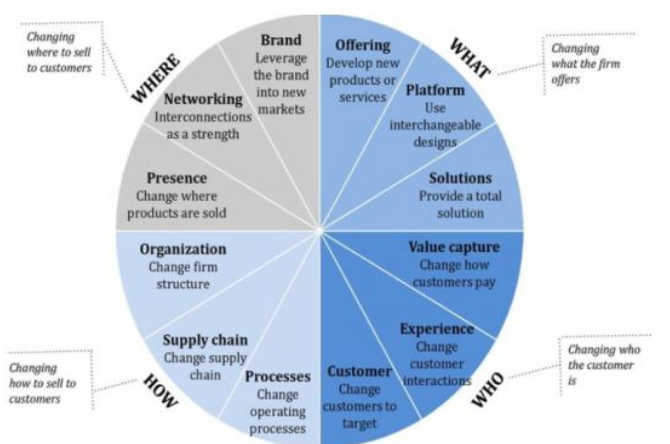 Changing
where to sell
to customers
WHERE
Brand
Leverage
the brand
into new
markets
Networking
Interconnections
as a strength
Presence
Change where
products are sold
Offering
Develop new
products or
services
Platform
Use
interchangeable
designs
Solutions
Provide a total
solution
WHAT
Changing
what the firm
offers
Organization
Change firm
structure
Supply chain
Change supply
chain
Processes
Change
operating
processes
HOW
Changing
how to sell to
customers
Value capture
Change how
customers pay
Experience
Change
customer
interactions
Customer
Change
customers to
target
WHO
Changing who
the customer
is